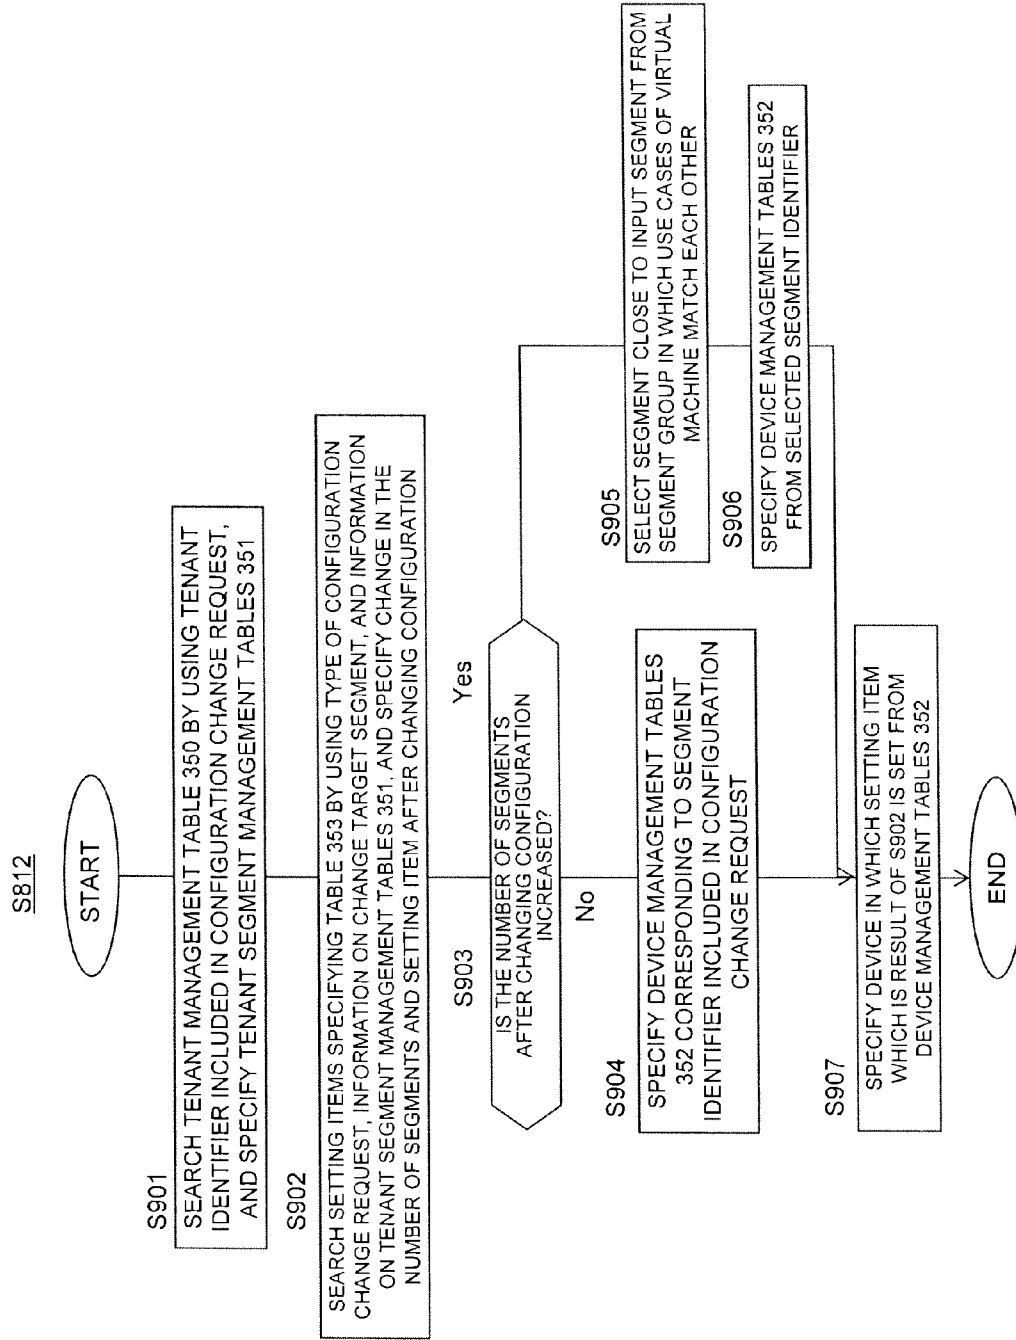 S812
START
S901
SEARCH TENANT MANAGEMENT TABLE 350 BY USING TENANT
IDENTIFIER INCLUDED IN CONFIGURATION CHANGE REQUEST,
AND SPECIFY TENANT SEGMENT MANAGEMENT TABLES 351
S902
SEARCH SETTING ITEMS SPECIFYING TABLE 353 BY USING TYPE OF CONFIGURATION
CHANGE REQUEST, INFORMATION ON CHANGE TARGET SEGMENT, AND INFORMATION
ON TENANT SEGMENT MANAGEMENT TABLES 351, AND SPECIFY CHANGE IN THE
NUMBER OF SEGMENTS AND SETTING ITEM AFTER CHANGING CONFIGURATION
S903
IS THE NUMBER OF SEGMENTS
AFTER CHANGING CONFIGURATION
INCREASED?
Yes
No
S904
SPECIFY DEVICE MANAGEMENT TABLES
352 CORRESPONDING TO SEGMENT
IDENTIFIER INCLUDED IN CONFIGURATION
CHANGE REQUEST
S905
SELECT SEGMENT CLOSE TO INPUT SEGMENT FROM
SEGMENT GROUP IN WHICH USE CASES OF VIRTUAL
MACHINE MATCH EACH OTHER
S906
SPECIFY DEVICE MANAGEMENT TABLES 352
FROM SELECTED SEGMENT IDENTIFIER
S907
SPECIFY DEVICE IN WHICH SETTING ITEM
WHICH IS RESULT OF S902 IS SET FROM
DEVICE MANAGEMENT TABLES 352
END